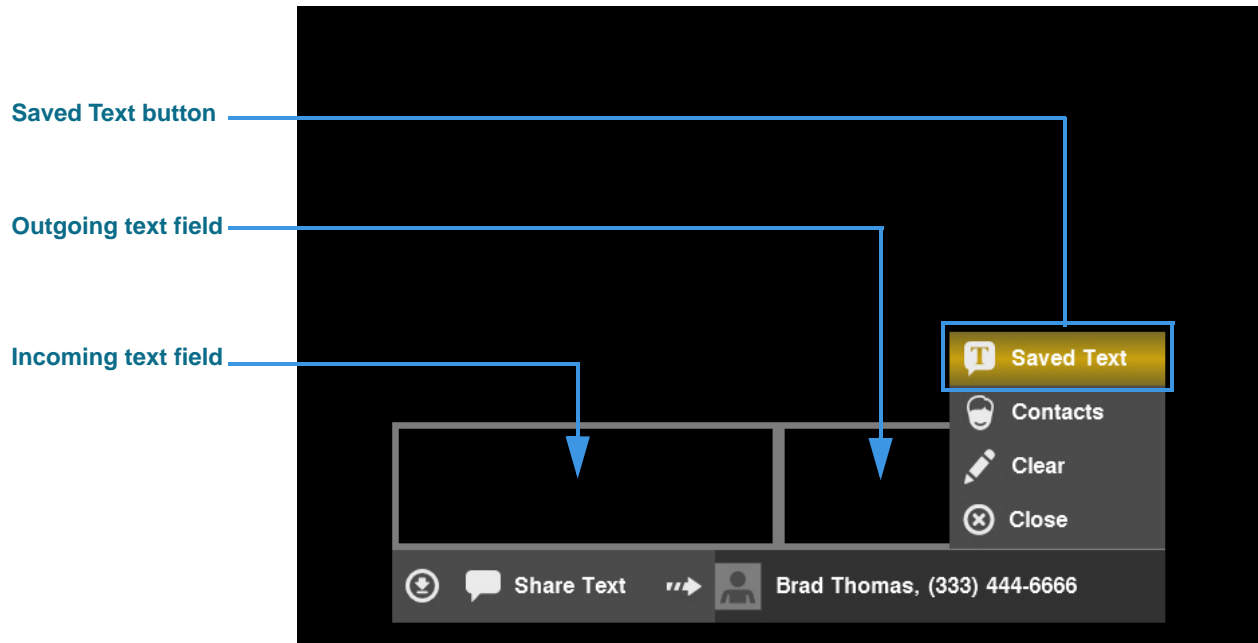 Saved Text button
Outgoing text field
Incoming text field
T Saved Text
Contacts
Clear
Close
Share Text
Brad Thomas, (333) 444-6666